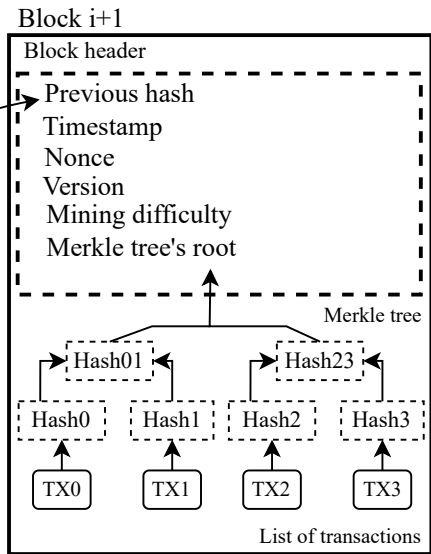 Block i+1
Block header
Previous hash
Timestamp
Nonce
Version
Mining difficulty
Merkle tree's root
Merkle tree
Hash01 Hash23
Hash0 Hash1 Hash2 Hash3
TX0 TX1 TX2 TX3
List of transactions